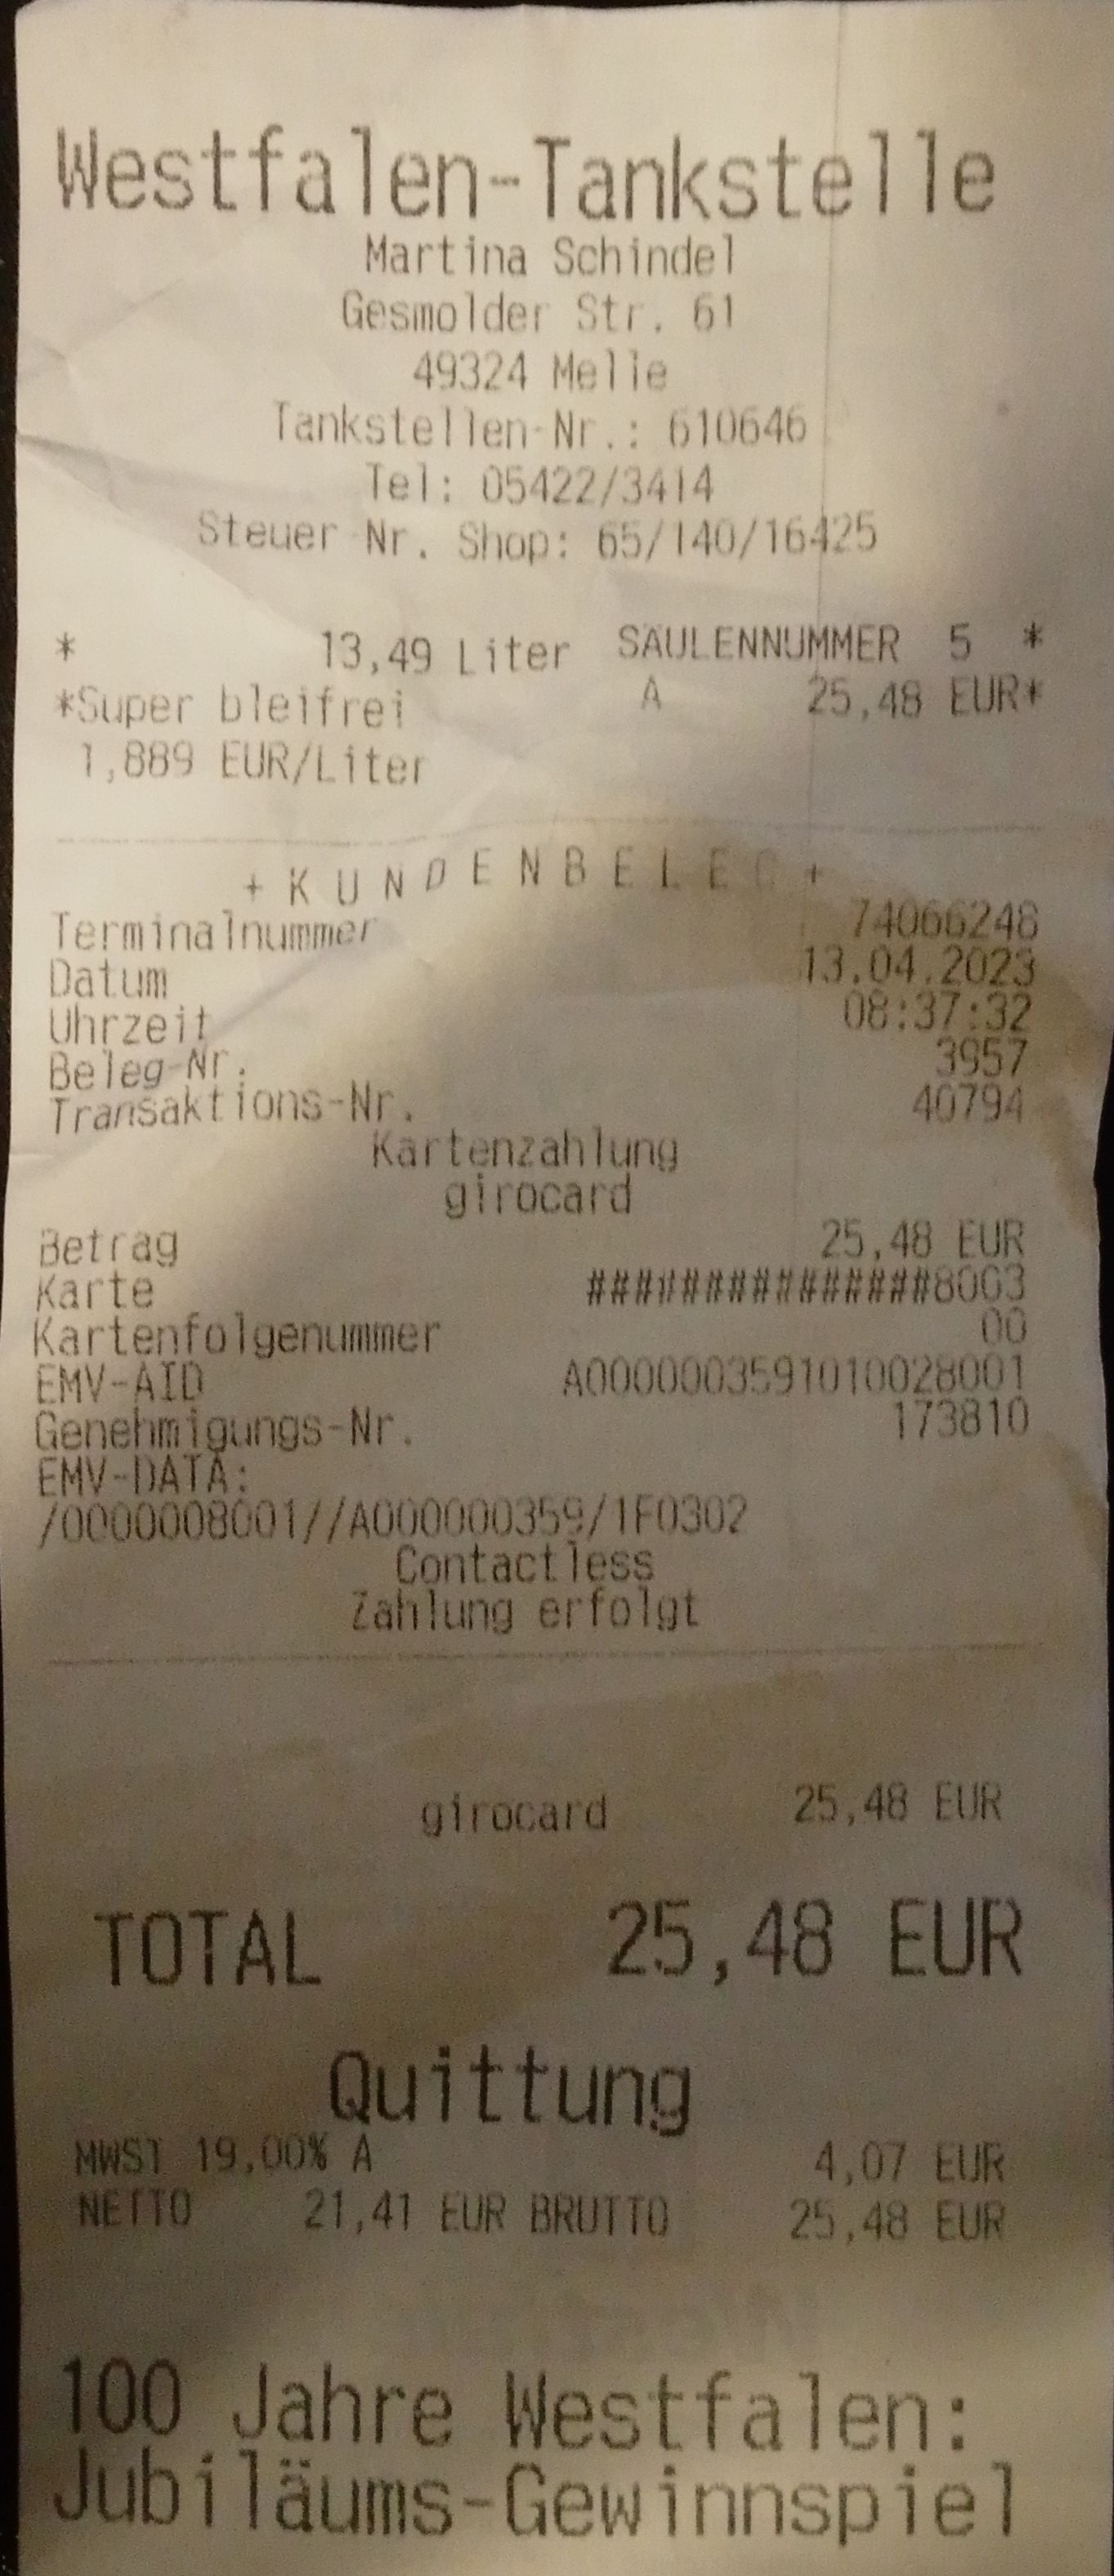 Westfalen-Tankstelle
Martina Schindel
Gesmolder Str. 61
49324 Melle
Tankstellen-Nr.: 610646
Tel: 05422/3414
Steuer Nr. Shop: 65/140/16425
* 13,49 Liter SÄULENNUMMER 5 *
*Super bleifrei A 25,48 EUR*
1,889 EUR/Liter
+ K U N D E N B E L E G +
Terminalnummer 74066248
Datum 13.04.2023
Uhrzeit 08:37:32
Beleg-Nr. 3957
Transaktions-Nr. 40794
Kartenzahlung
girocard
Betrag 25,48 EUR
Karte ###############8003
Kartenfolgenummer 00
EMV-AID A0000003591010028001
Genehmigungs-Nr. 173810
EMV-DATA:
/0000008001//A000000359/1F0302
Contactless
Zahlung erfolgt
girocard 25,48 EUR
TOTAL 25,48 EUR
Quittung
MWST 19,00% A 4,07 EUR
NETTO 21,41 EUR BRUTTO 25,48 EUR
100 Jahre Westfalen:
Jubiläums-Gewinnspiel